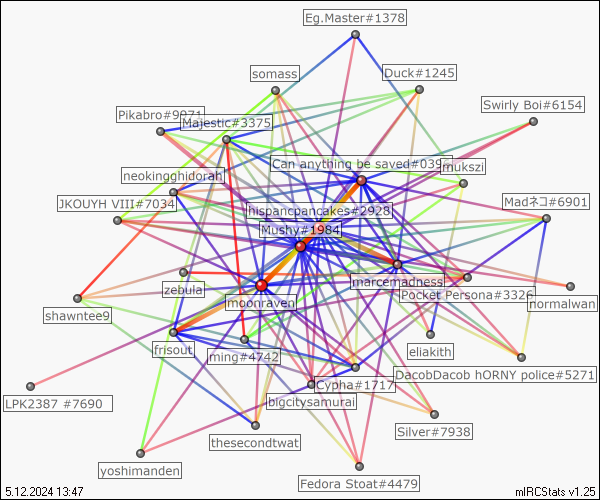 Eg.Master#1378
somass
Duck#1245
Swirly Boi#6154
Pikabro#9071
Majestic#3375
Can anything be saved#039
mukszi
neokinghidorah
JKOUYH VIII#7034
hispancpancakes#2928
Madネコ#6901
Mushy#1984
zebula
moonraven
marcemadness
Pocket Persona#3326
normalwan
shawntee9
frisout
ming#4742
eliakith
DacobDacob hORNY police#5271
LPK2387 #7690
Cypha#1717
bigcitysamurai
Silver#7938
thesecondtwat
yoshimanden
Fedora Stoat#4479
5.12.2024 13:47
mIRCStats v1.25